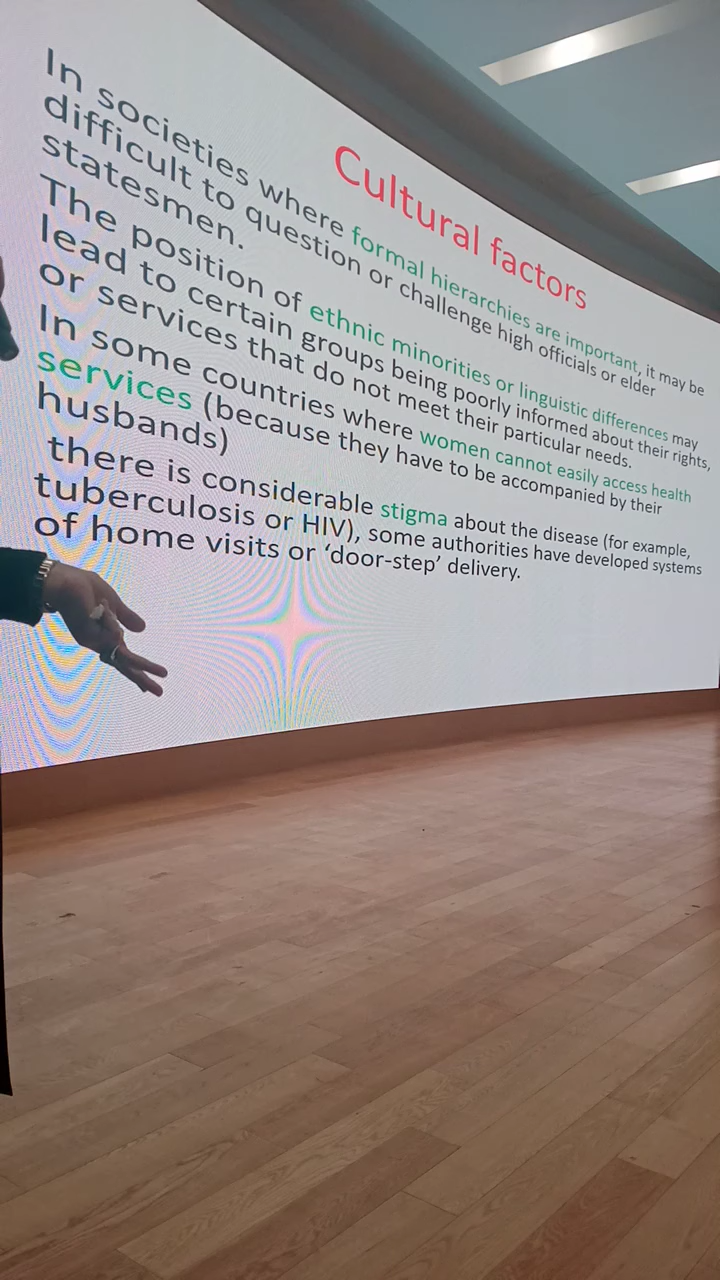 Cultural factors
In societies where formal hierarchies are important, it may be
difficult to question or challenge high officials or elder
statesmen.
The position of ethnic minorities or linguistic differences may
lead to certain groups being poorly informed about their rights,
or services that do not meet their particular needs.
In some countries where women cannot easily access health
services (because they have to be accompanied by their
husbands)
there is considerable stigma about the disease (for example,
tuberculosis or HIV), some authorities have developed systems
of home visits or ‘door-step’ delivery.